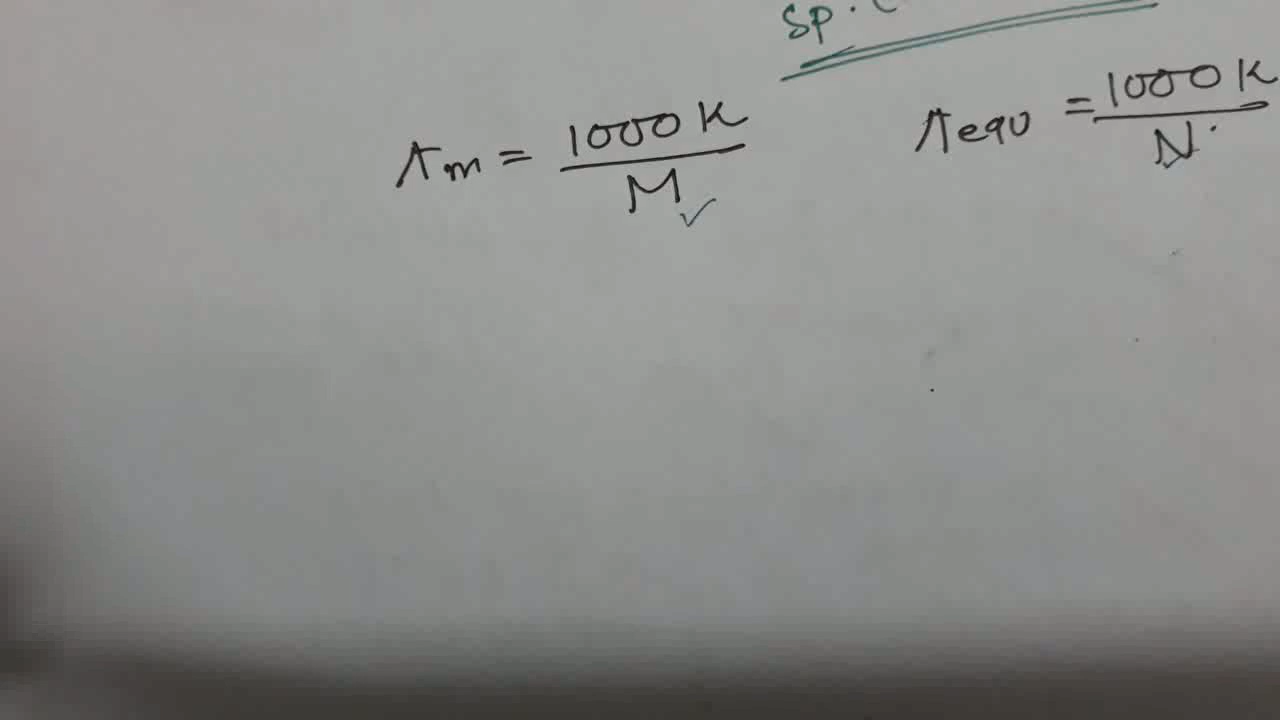 Sp. (
Λm = 1000 K / M ✓
Λequ = 1000 K / N